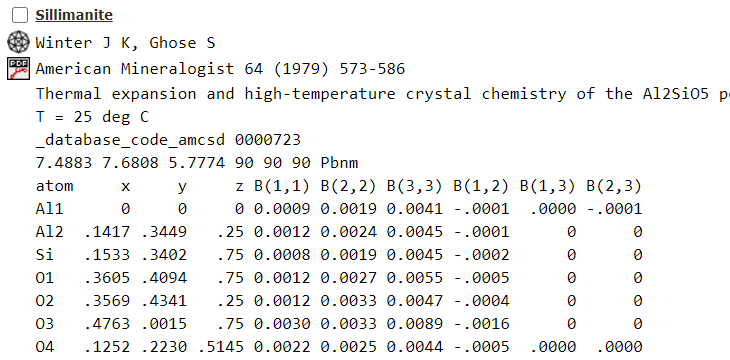 Sillimanite
Winter J K, Ghose S
PDF American Mineralogist 64 (1979) 573-586
Thermal expansion and high-temperature crystal chemistry of the Al2SiO5
T = 25 deg C
_database_code_amcsd 0000723
7.4883 7.6808 5.7774 90 90 90 Pbnm
atom x y z B(1,1) B(2,2) B(3,3) B(1,2) B(1,3) B(2,3)
Al1 0 0 0 0.0009 0.0019 0.0041 -.0001 .0000 -.0001
Al2 .1417 .3449 .25 0.0012 0.0024 0.0045 -.0001 0 0
Si .1533 .3402 .75 0.0008 0.0019 0.0045 -.0002 0 0
O1 .3605 .4094 .75 0.0012 0.0027 0.0055 -.0005 0 0
O2 .3569 .4341 .25 0.0012 0.0033 0.0047 -.0004 0 0
O3 .4763 .0015 .75 0.0030 0.0033 0.0089 -.0016 0 0
O4 .1252 .2230 .5145 0.0022 0.0025 0.0044 -.0005 .0000 .0000